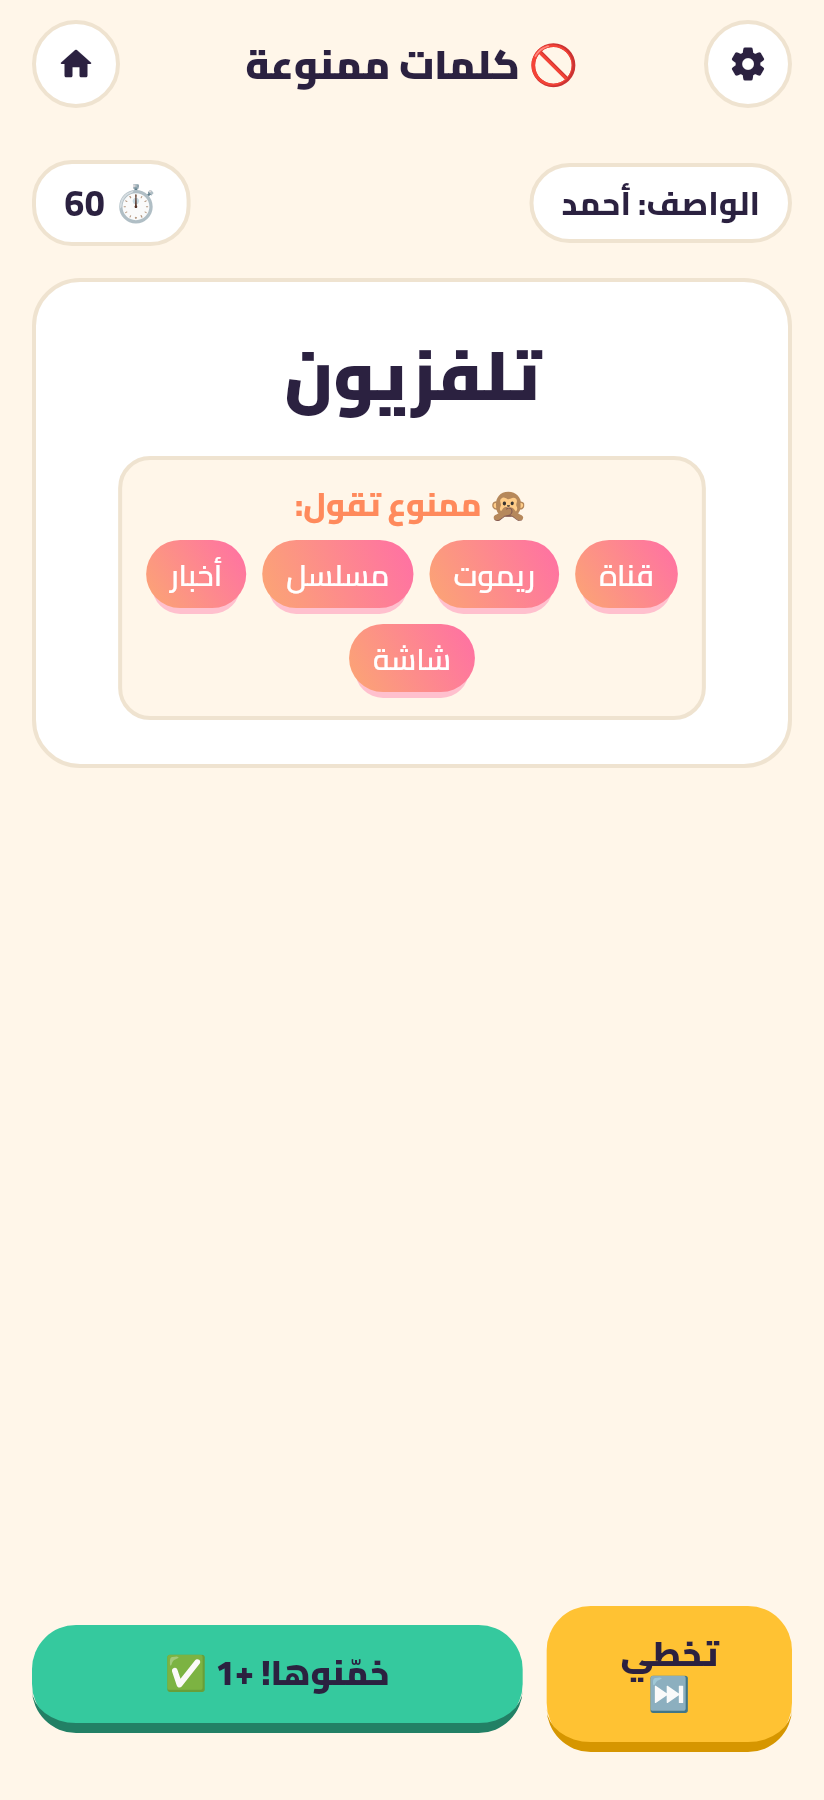 🚫 كلمات ممنوعة
الواصف: أحمد
⏱️ 60
تلفزيون
🙊 ممنوع تقول:
قناة ريموت مسلسل أخبار
شاشة
تخطي
⏭️
خمّنوها! +1 ✅